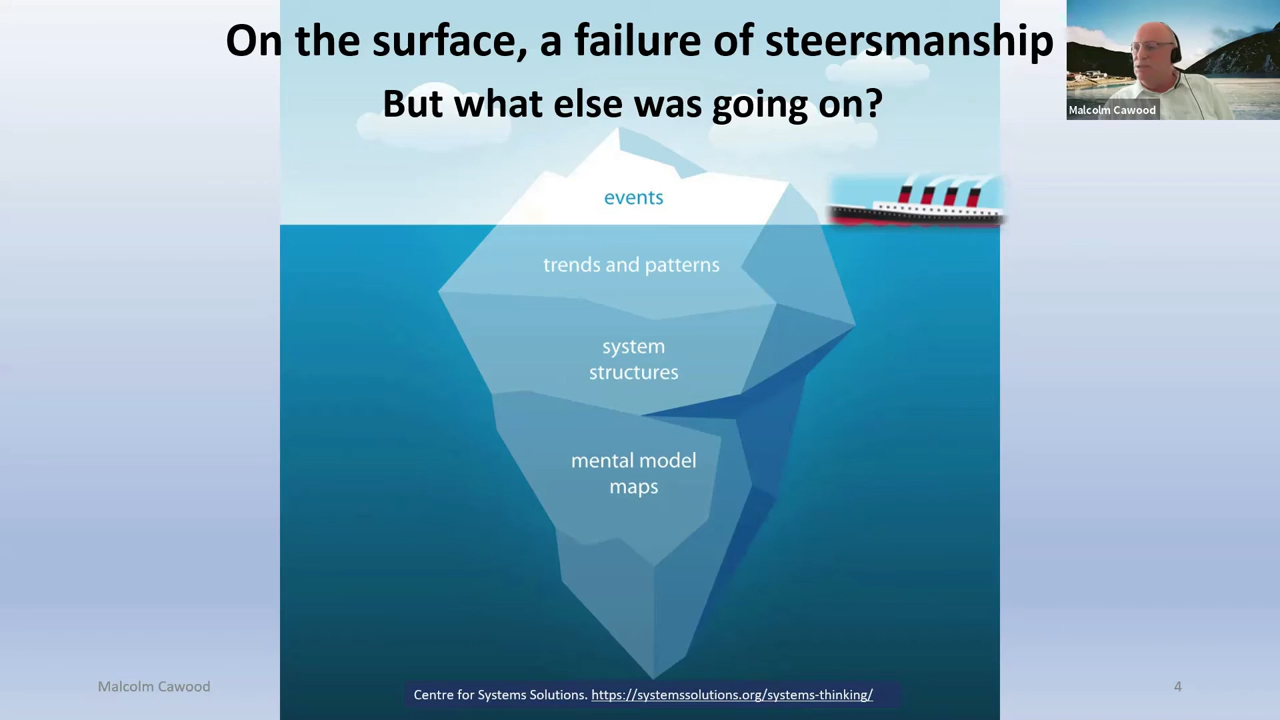 On the surface, a failure of steersmanship
But what else was going on?
Malcolm Cawood
events
trends and patterns
system
structures
mental model
maps
Malcolm Cawood
Centre for Systems Solutions. https://systemssolutions.org/systems-thinking/
4